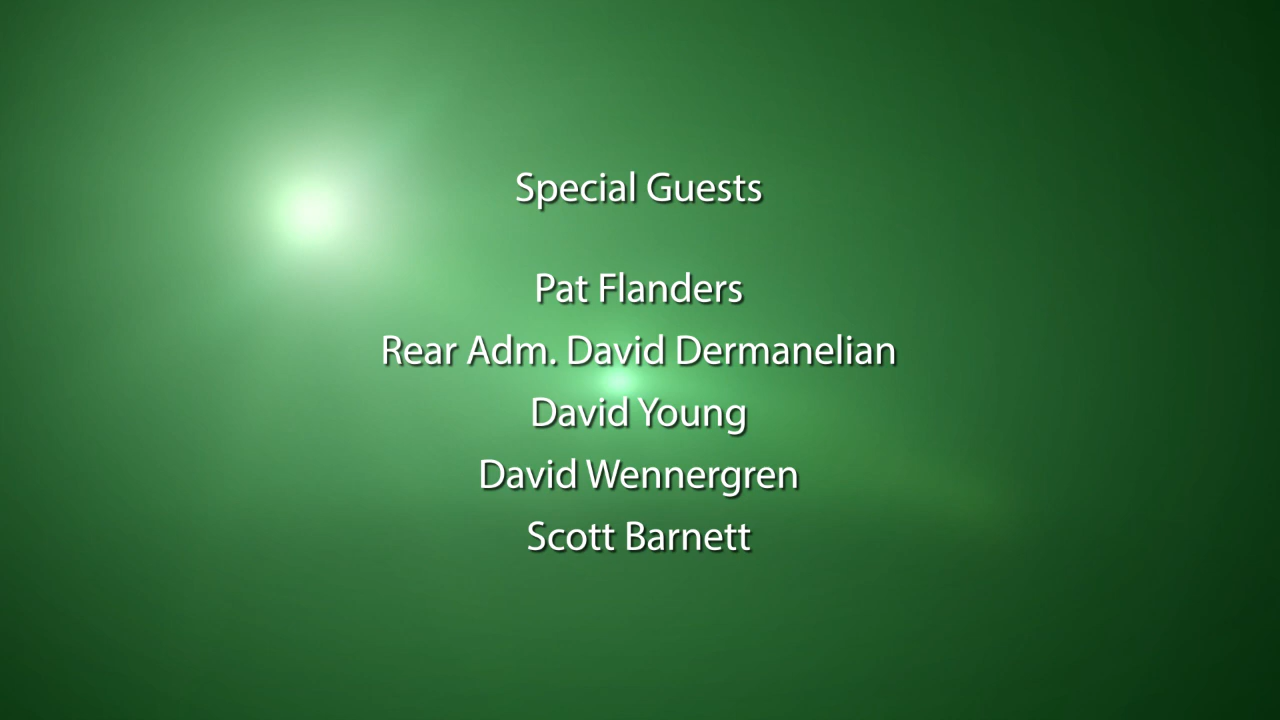 Special Guests
Pat Flanders
Rear Adm. David Dermanelian
David Young
David Wennergren
Scott Barnett